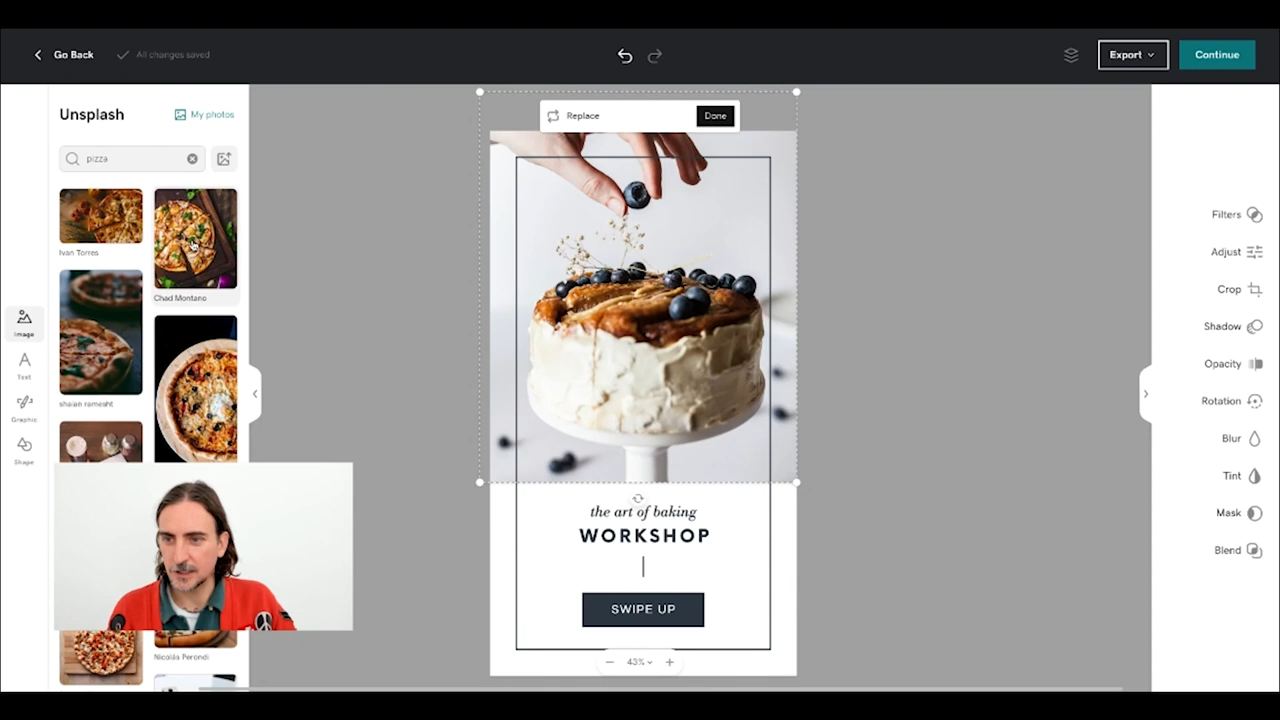 Go Back
All changes saved
Export
Continue
Unsplash
My photos
pizza
Ivan Torres
Chad Montano
shaian ramesht
Nicolás Perondi
Image
Text
Graphic
Shape
Replace
Done
the art of baking
WORKSHOP
SWIPE UP
43%
Filters
Adjust
Crop
Shadow
Opacity
Rotation
Blur
Tint
Mask
Blend